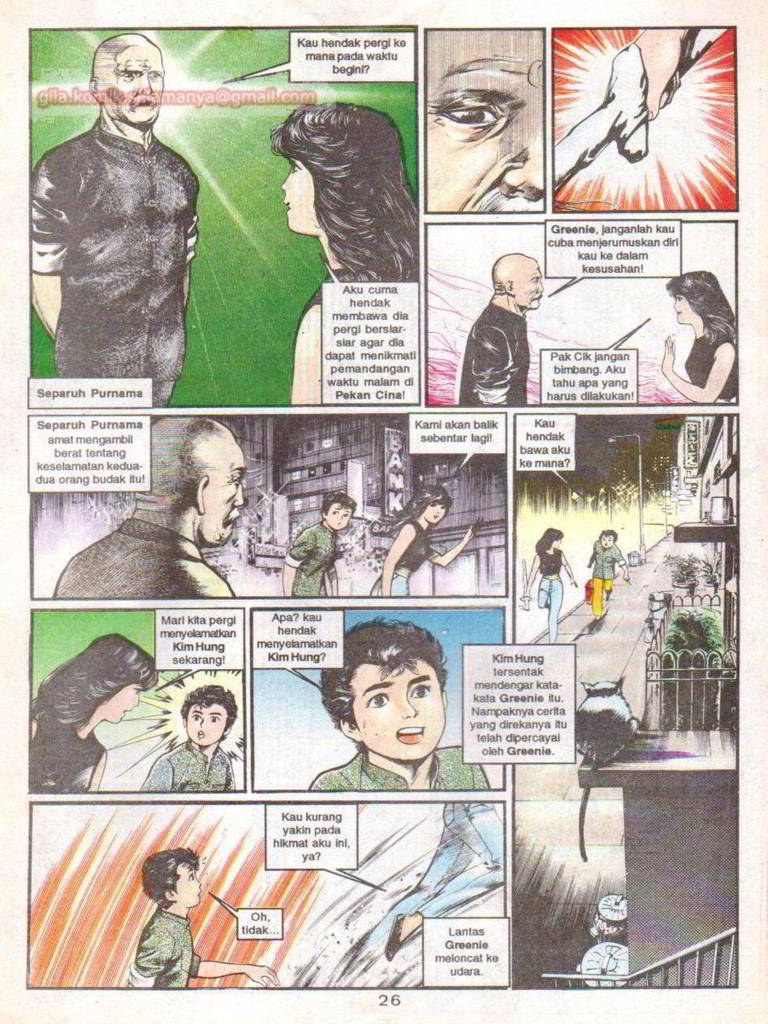 Kau hendak pergi ke
mana pada waktu
begini?
Aku cuma
hendak
membawa dia
pergi bersiar-
siar agar dia
dapat menikmati
pemandangan
waktu malam di
Pekan Cina!
Separuh Purnama
Greenie, janganlah kau
cuba menjerumuskan diri
kau ke dalam
kesusahan!
Pak Cik jangan
bimbang. Aku
tahu apa yang
harus dilakukan!
Separuh Purnama
amat mengambil
berat tentang
keselamatan kedua-
dua orang budak itu!
Kami akan balik
sebentar lagi!
BANK
BAR
Kau
hendak
bawa aku
ke mana?
Mari kita pergi
menyelamatkan
Kim Hung
sekarang!
Apa? kau
hendak
menyelamatkan
Kim Hung?
Kim Hung
tersentak
mendengar kata-
kata Greenie itu.
Nampaknya cerita
yang direkanya itu
telah dipercayai
oleh Greenie.
Kau kurang
yakin pada
hikmat aku ini,
ya?
Oh,
tidak...
Lantas
Greenie
meloncat ke
udara.
26